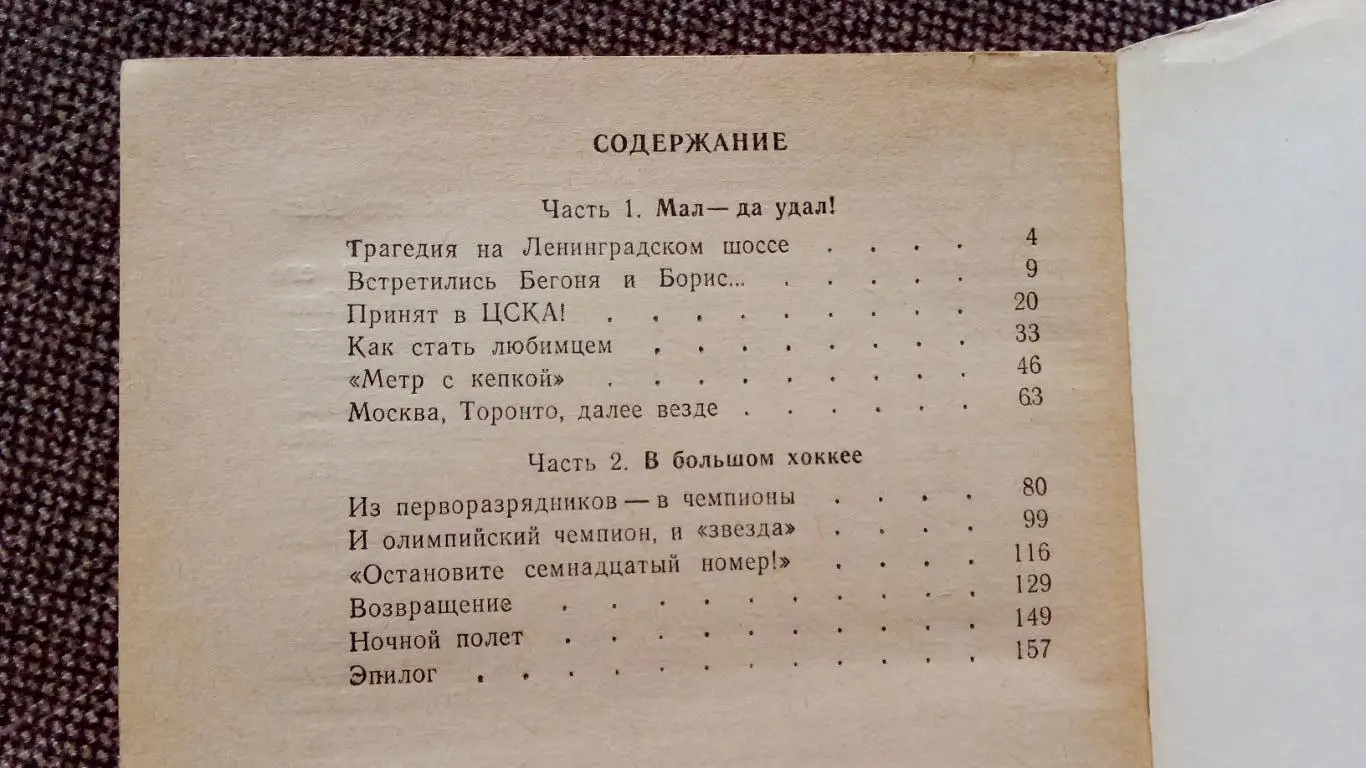 СОДЕРЖАНИЕ
Часть 1. Мал — да удал!
Трагедия на Ленинградском шоссе . . . . 4
Встретились Бегоня и Борис... . . . . . 9
Принят в ЦСКА! . . . . . . . . . 20
Как стать любимцем . . . . . . . . 33
«Метр с кепкой» . . . . . . . . . 46
Москва, Торонто, далее везде . . . . . . 63
Часть 2. В большом хоккее
Из перворазрядников — в чемпионы . . . . 80
И олимпийский чемпион, и «звезда» . . . . 99
«Остановите семнадцатый номер!» . . . . 116
Возвращение . . . . . . . . . . 129
Ночной полет . . . . . . . . . . 149
Эпилог . . . . . . . . . . . . 157